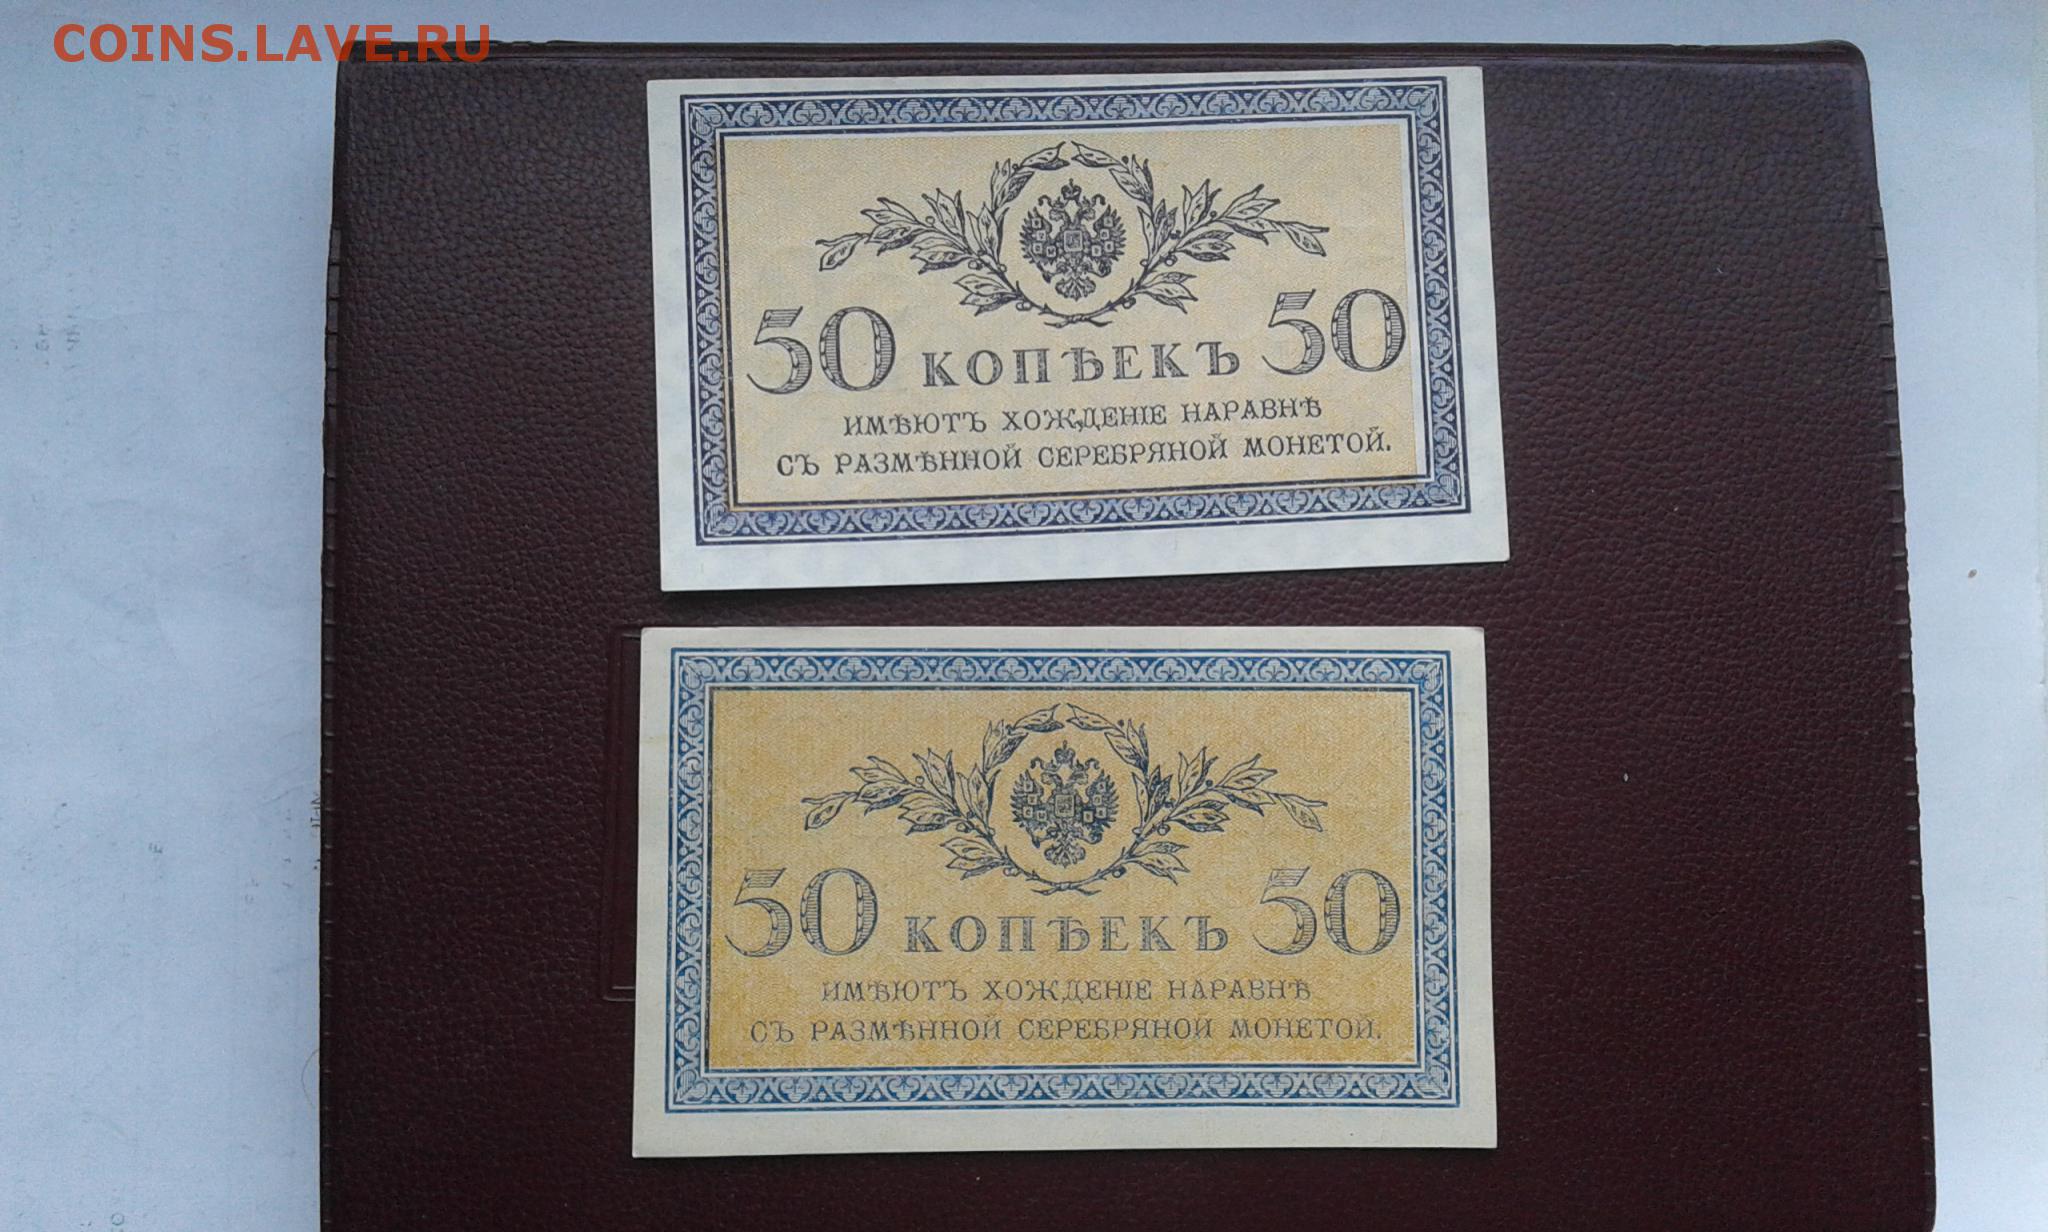 COINS.LAVE.RU
50 КОПѢЕКЪ 50
ИМѢЮТЪ ХОЖДЕНІЕ НАРАВНѢ
СЪ РАЗМѢННОЙ СЕРЕБРЯНОЙ МОНЕТОЙ.
50 КОПѢЕКЪ 50
ИМѢЮТЪ ХОЖДЕНІЕ НАРАВНѢ
СЪ РАЗМѢННОЙ СЕРЕБРЯНОЙ МОНЕТОЙ.